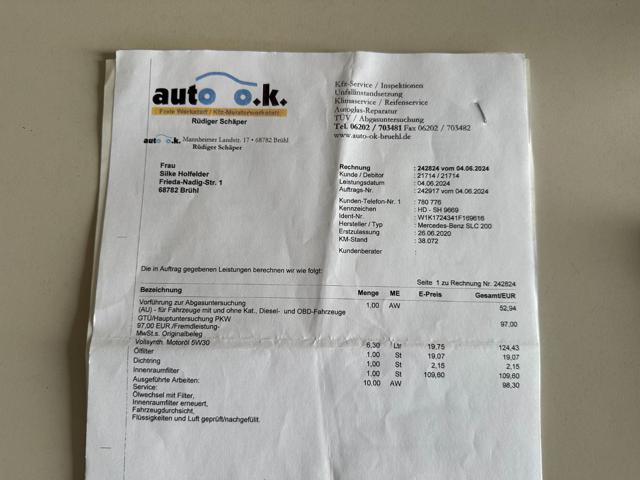 auto o.k.
Freie Werkstatt / Kfz-Meisterwerkstatt
Rüdiger Schäper
Kfz-Service / Inspektionen
Unfallinstandsetzung
Klimaservice / Reifenservice
Autoglas-Reparatur
TÜV / Abgasuntersuchung
Tel. 06202 / 703481 Fax 06202 / 703482
www.auto-ok-bruehl.de
auto o.k. Mannheimer Landstr. 17 • 68782 Brühl
Rüdiger Schäper
Frau
Silke Holfelder
Frieda-Nadig-Str. 1
68782 Brühl
Rechnung : 242824 vom 04.06.2024
Kunde / Debitor : 21714 / 21714
Leistungsdatum : 04.06.2024
Auftrags-Nr. : 242917 vom 04.06.2024
Kunden-Telefon-Nr. 1 : 780 776
Kennzeichen : HD - SH 9669
Ident-Nr. : W1K1724341F169616
Hersteller / Typ : Mercedes-Benz SLC 200
Erstzulassung : 26.06.2020
KM-Stand : 38.072
Kundenberater :
Die in Auftrag gegebenen Leistungen berechnen wir wie folgt:
Seite 1 zu Rechnung Nr. 242824
Bezeichnung Menge ME E-Preis Gesamt/EUR
Vorführung zur Abgasuntersuchung 1,00 AW 52,94
(AU) - für Fahrzeuge mit und ohne Kat., Diesel- und OBD-Fahrzeuge
GTÜ/Hauptuntersuchung PKW 97,00
97,00 EUR /Fremdleistung-
MwSt.s. Originalbeleg
Vollsynth. Motoröl 5W30 6,30 Ltr 19,75 124,43
Ölfilter 1,00 St 19,07 19,07
Dichtring 1,00 St 2,15 2,15
Innenraumfilter 1,00 St 109,60 109,60
Ausgeführte Arbeiten: 10,00 AW 98,30
Service:
Ölwechsel mit Filter,
Innenraumfilter erneuert,
Fahrzeugdurchsicht,
Flüssigkeiten und Luft geprüft/nachgefüllt.